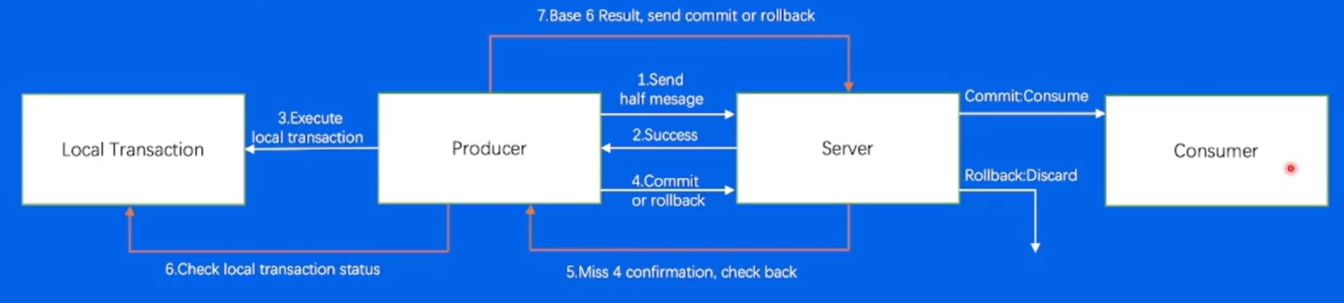 7.Base 6 Result, send commit or rollback
1.Send
half mesage
Commit:Consume
3.Execute
local transaction
2.Success
Local Transaction
Producer
Server
Consumer
4.Commit
or rollback
Rollback:Discard
6.Check local transaction status
5.Miss 4 confirmation, check back